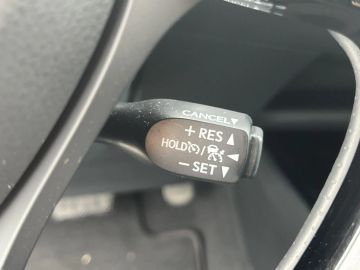 CANCEL▼
+ RES ▲
HOLD /
− SET ▼